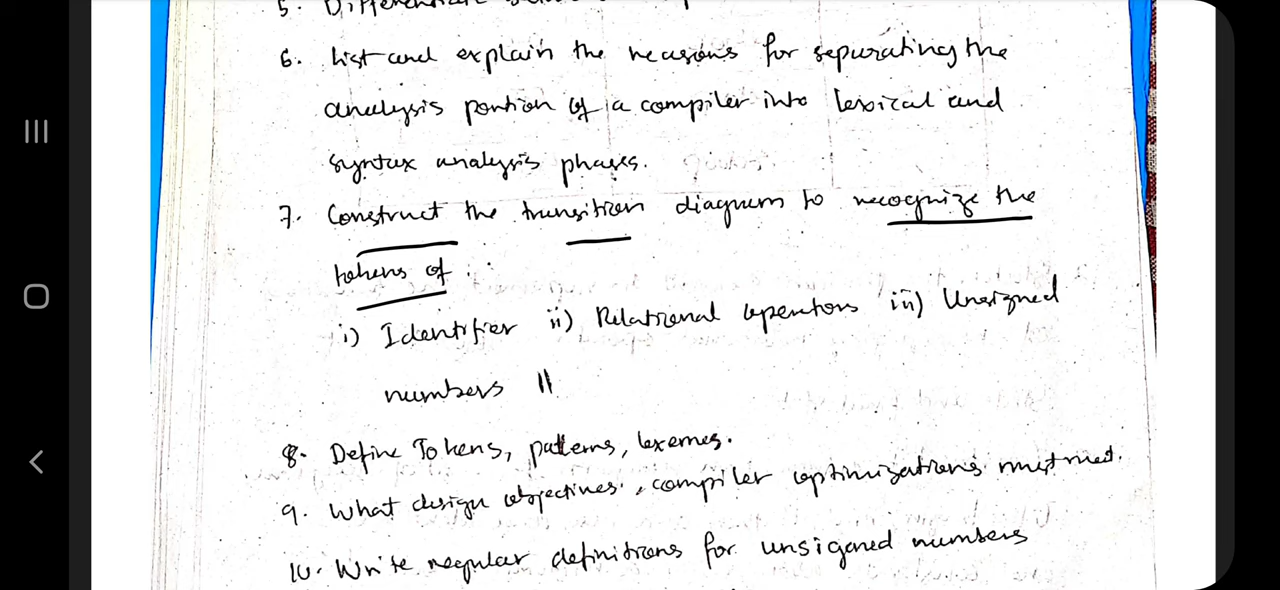 5. Differentiate
6. List and explain the reasons for separating the
analysis portion of a compiler into lexical and
syntax analysis phases.
7. Construct the transition diagram to recognize the
tokens of :
i) Identifier ii) Relational operators iii) Unsigned
numbers
8. Define Tokens, patterns, lexemes.
9. What design objectives, compiler optimizations must meet.
10. Write regular definitions for unsigned numbers